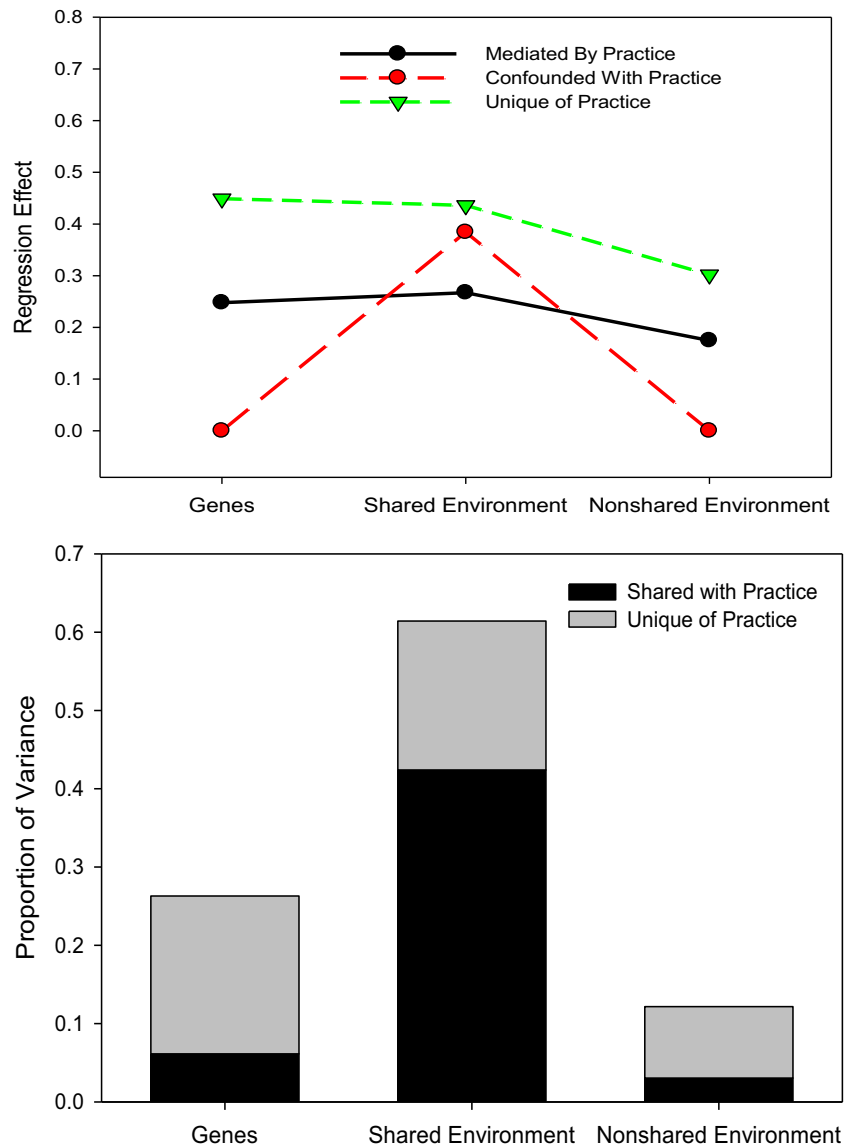 0.8
0.7
0.6
0.5
0.4
0.3
0.2
0.1
0.0
Regression Effect
Mediated By Practice
Confounded With Practice
Unique of Practice
Genes
Shared Environment
Nonshared Environment
0.7
0.6
0.5
0.4
0.3
0.2
0.1
0.0
Proportion of Variance
Shared with Practice
Unique of Practice
Genes
Shared Environment
Nonshared Environment